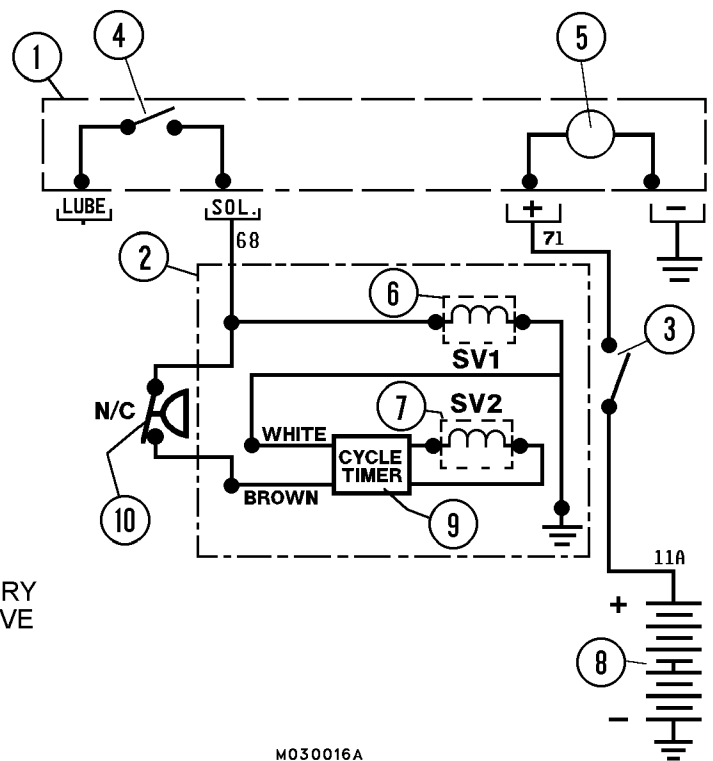 4
5
1
LUBE
SOL.
+
−
68
71
2
6
3
SV1
N/C
7
SV2
WHITE
CYCLE
TIMER
BROWN
10
9
11A
RY
VE
+
8
−
M030016A